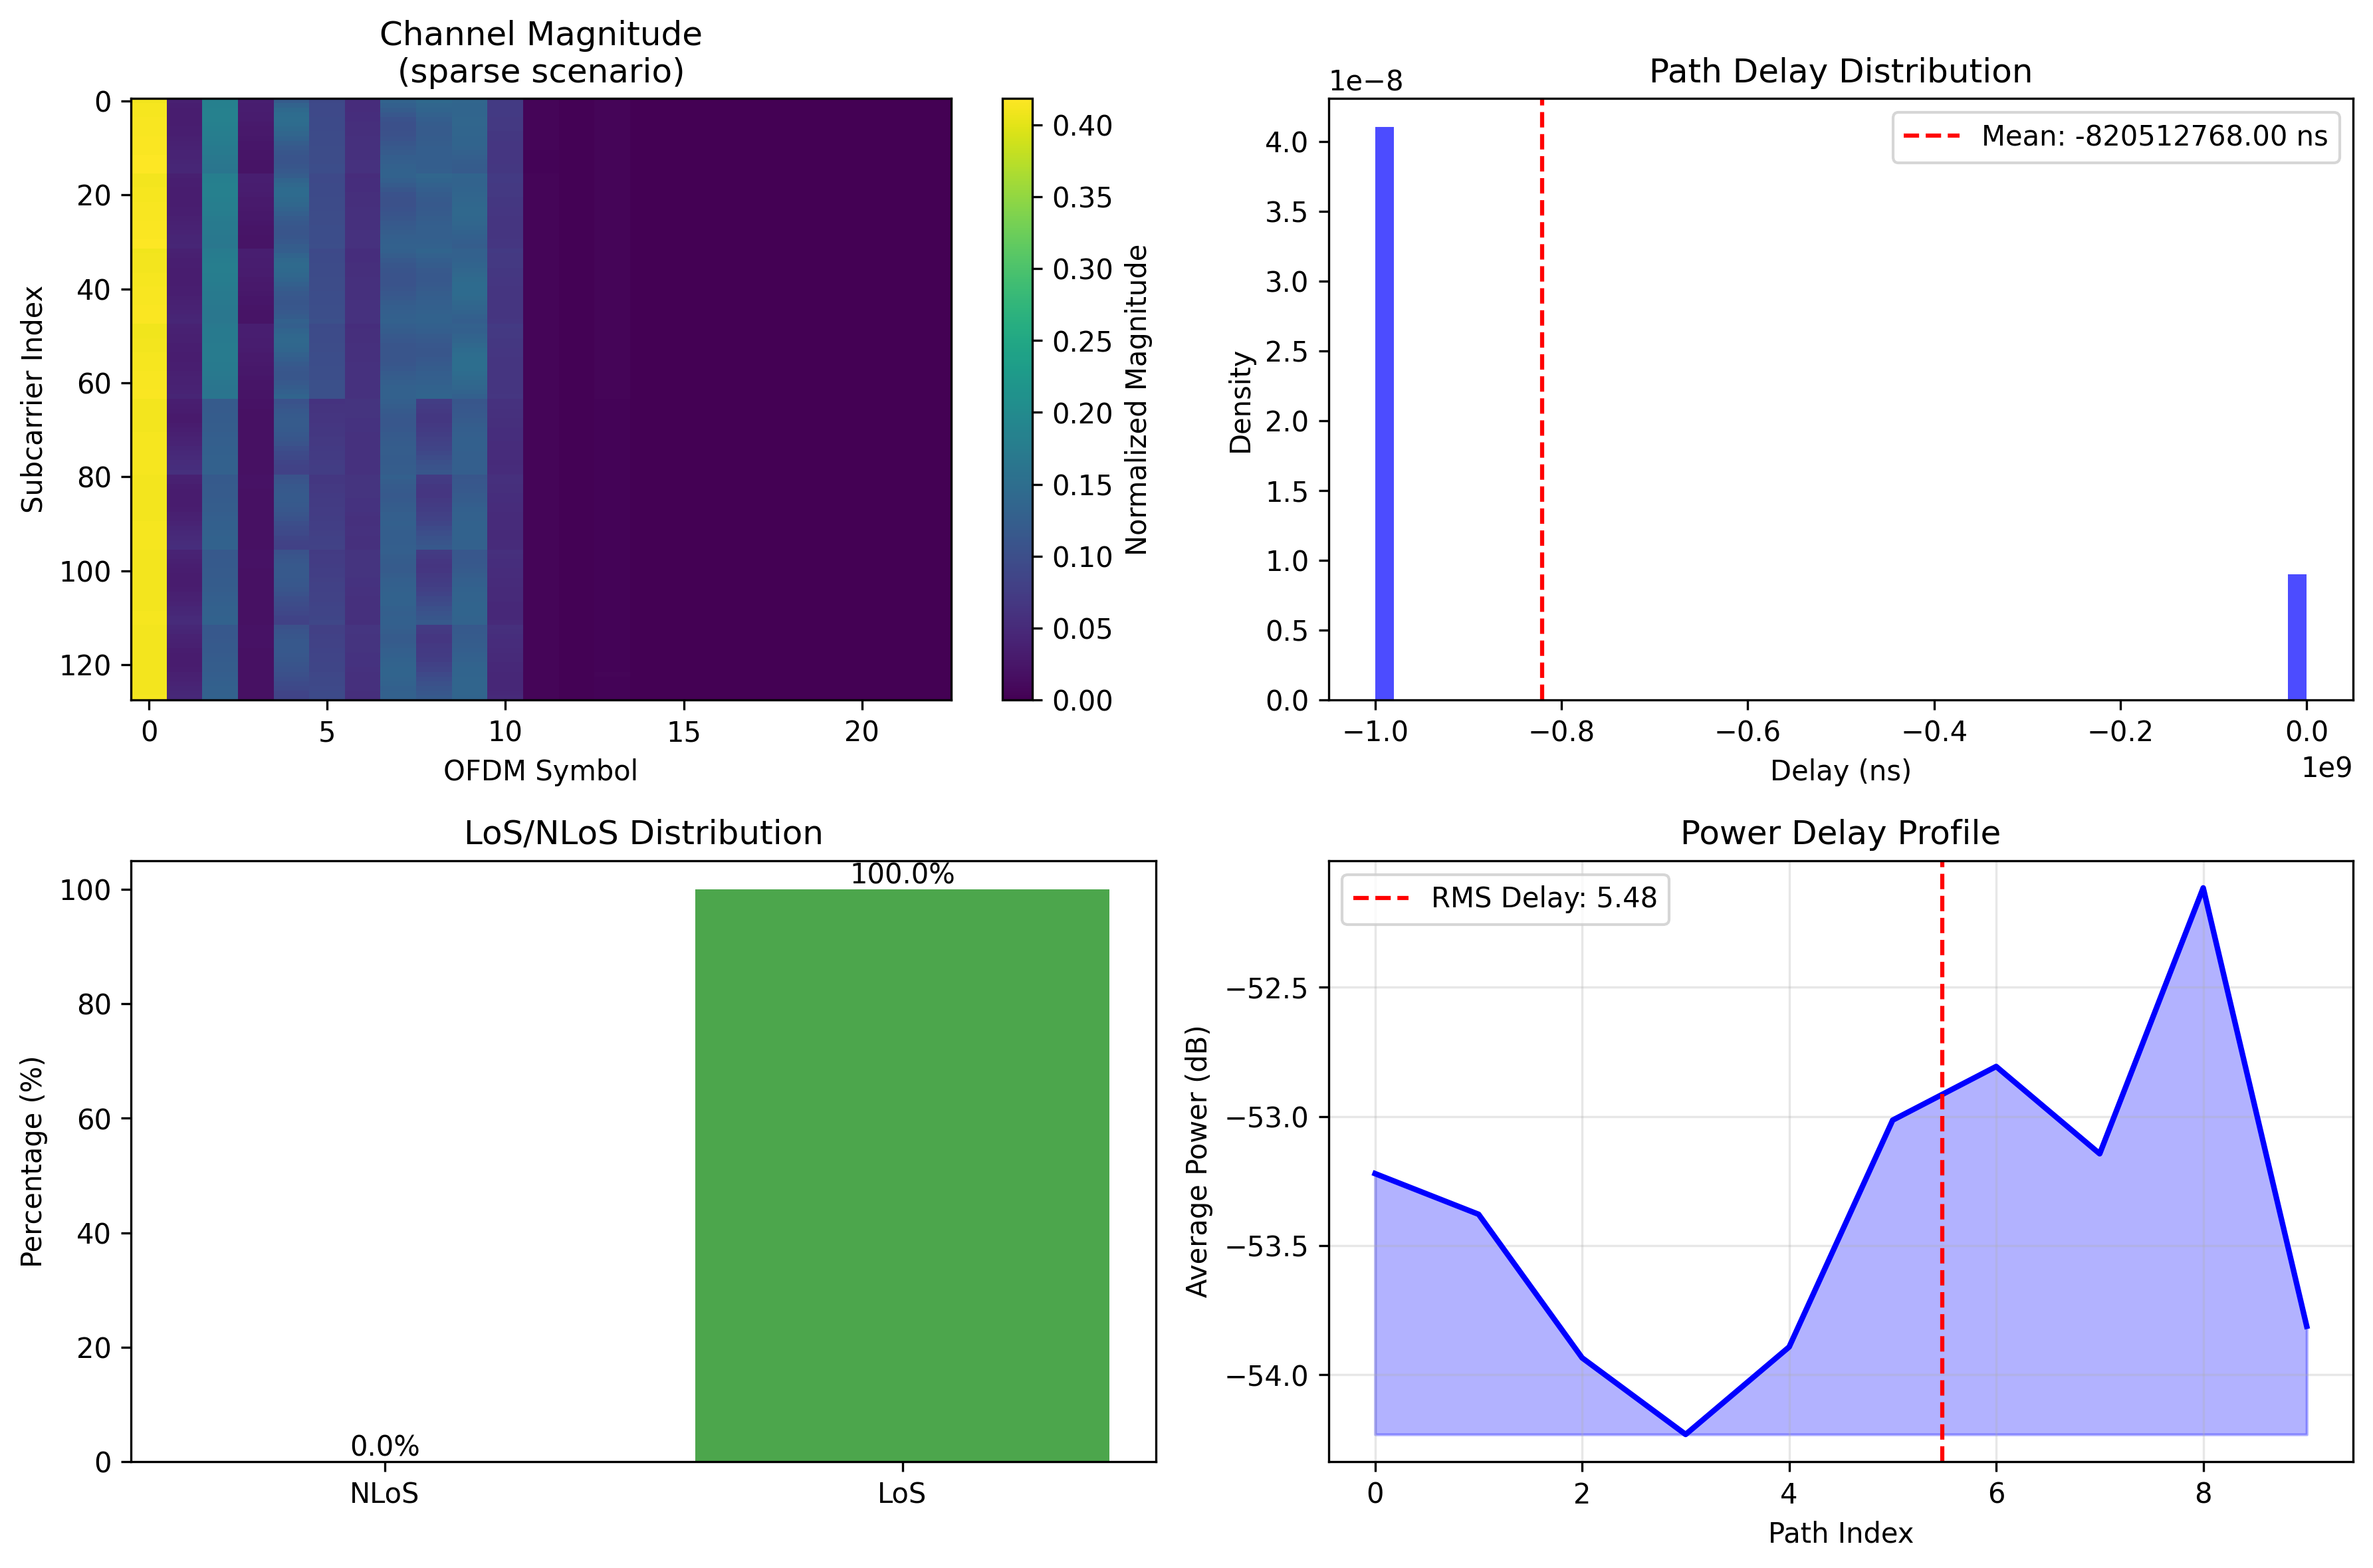 Channel Magnitude
(sparse scenario)
0
20
40
60
80
100
120
Subcarrier Index
0
5
10
15
20
OFDM Symbol
0.40
0.35
0.30
0.25
0.20
0.15
0.10
0.05
0.00
Normalized Magnitude
Path Delay Distribution
1e−8
Mean: -820512768.00 ns
4.0
3.5
3.0
2.5
2.0
1.5
1.0
0.5
0.0
Density
−1.0
−0.8
−0.6
−0.4
−0.2
0.0
1e9
Delay (ns)
LoS/NLoS Distribution
100
80
60
40
20
0
Percentage (%)
0.0%
100.0%
NLoS
LoS
Power Delay Profile
RMS Delay: 5.48
−52.5
−53.0
−53.5
−54.0
Average Power (dB)
0
2
4
6
8
Path Index